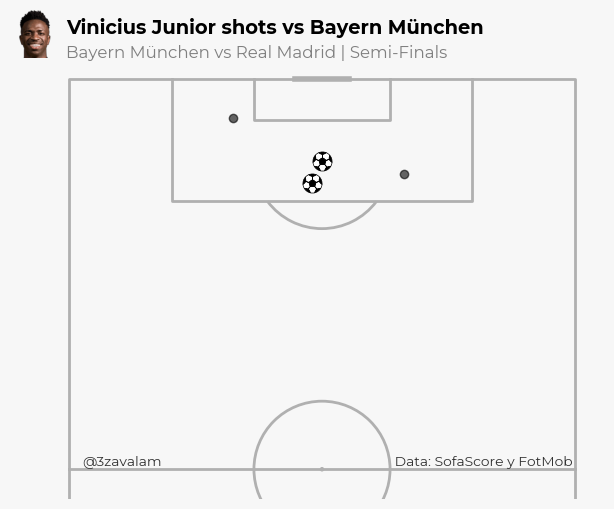 Vinicius Junior shots vs Bayern München
Bayern München vs Real Madrid | Semi-Finals
@3zavalam
Data: SofaScore y FotMob